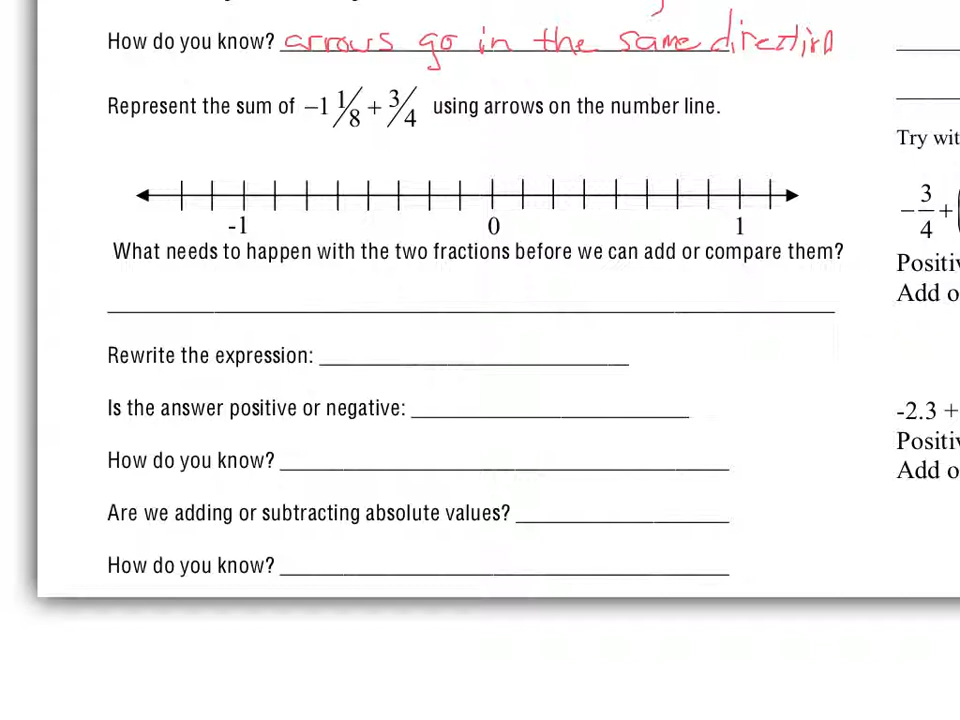 How do you know? arrows go in the same direction
Represent the sum of −1 1/8 + 3/4 using arrows on the number line.
Try wit
-1 0 1
− 3/4 + (
What needs to happen with the two fractions before we can add or compare them?
Positiv
Add o
Rewrite the expression:
Is the answer positive or negative:
-2.3 +
Positiv
How do you know?
Add o
Are we adding or subtracting absolute values?
How do you know?